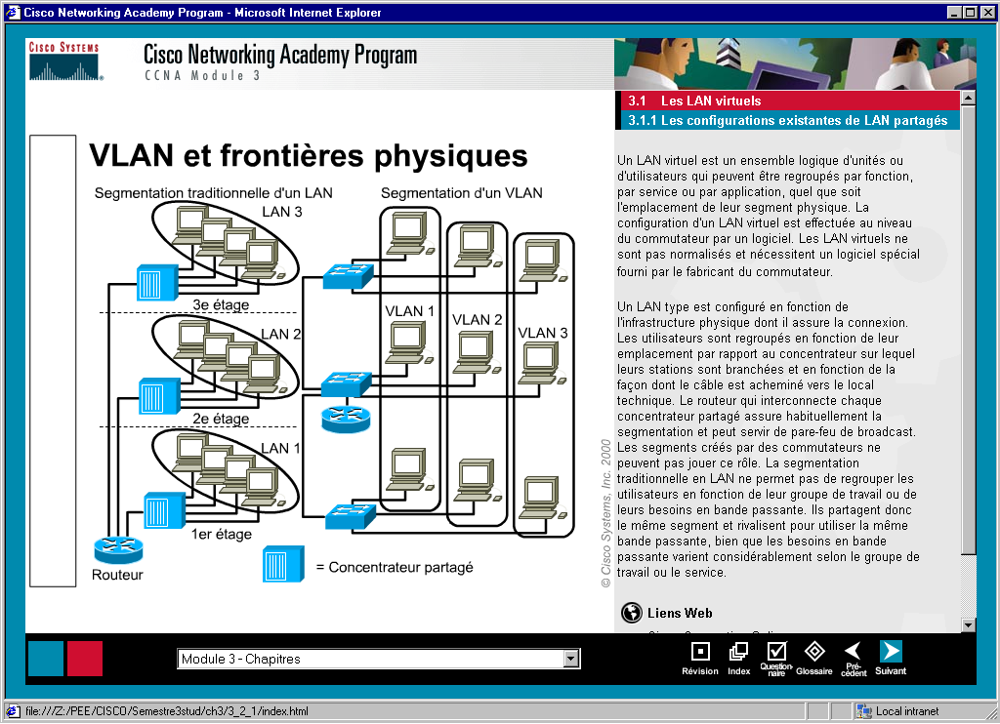 Cisco Networking Academy Program - Microsoft Internet Explorer
CISCO SYSTEMS
Cisco Networking Academy Program
CCNA Module 3
3.1 Les LAN virtuels
3.1.1 Les configurations existantes de LAN partagés
VLAN et frontières physiques
Segmentation traditionnelle d'un LAN
Segmentation d'un VLAN
LAN 3
3e étage
LAN 2
2e étage
LAN 1
1er étage
Routeur
VLAN 1
VLAN 2
VLAN 3
= Concentrateur partagé
© Cisco Systems, Inc. 2000
Un LAN virtuel est un ensemble logique d'unités ou
d'utilisateurs qui peuvent être regroupés par fonction,
par service ou par application, quel que soit
l'emplacement de leur segment physique. La
configuration d'un LAN virtuel est effectuée au niveau
du commutateur par un logiciel. Les LAN virtuels ne
sont pas normalisés et nécessitent un logiciel spécial
fourni par le fabricant du commutateur.
Un LAN type est configuré en fonction de
l'infrastructure physique dont il assure la connexion.
Les utilisateurs sont regroupés en fonction de leur
emplacement par rapport au concentrateur sur lequel
leurs stations sont branchées et en fonction de la
façon dont le câble est acheminé vers le local
technique. Le routeur qui interconnecte chaque
concentrateur partagé assure habituellement la
segmentation et peut servir de pare-feu de broadcast.
Les segments créés par des commutateurs ne
peuvent pas jouer ce rôle. La segmentation
traditionnelle en LAN ne permet pas de regrouper les
utilisateurs en fonction de leur groupe de travail ou de
leurs besoins en bande passante. Ils partagent donc
le même segment et rivalisent pour utiliser la même
bande passante, bien que les besoins en bande
passante varient considérablement selon le groupe de
travail ou le service.
Liens Web
Module 3 - Chapitres
Révision
Index
Question-
naire
Glossaire
Pré-
cédent
Suivant
file:///Z:/PEE/CISCO/Semestre3stud/ch3/3_2_1/index.html
Local intranet